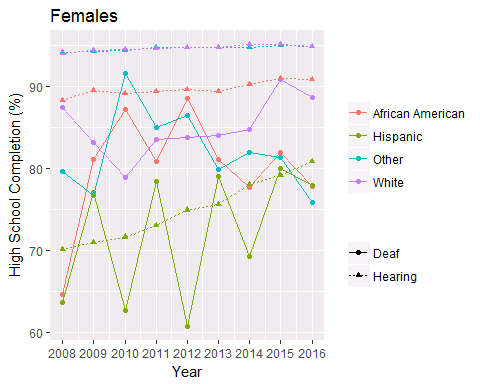 Females
High School Completion (%)
90
80
70
60
2008 2009 2010 2011 2012 2013 2014 2015 2016
Year
African American
Hispanic
Other
White
Deaf
Hearing